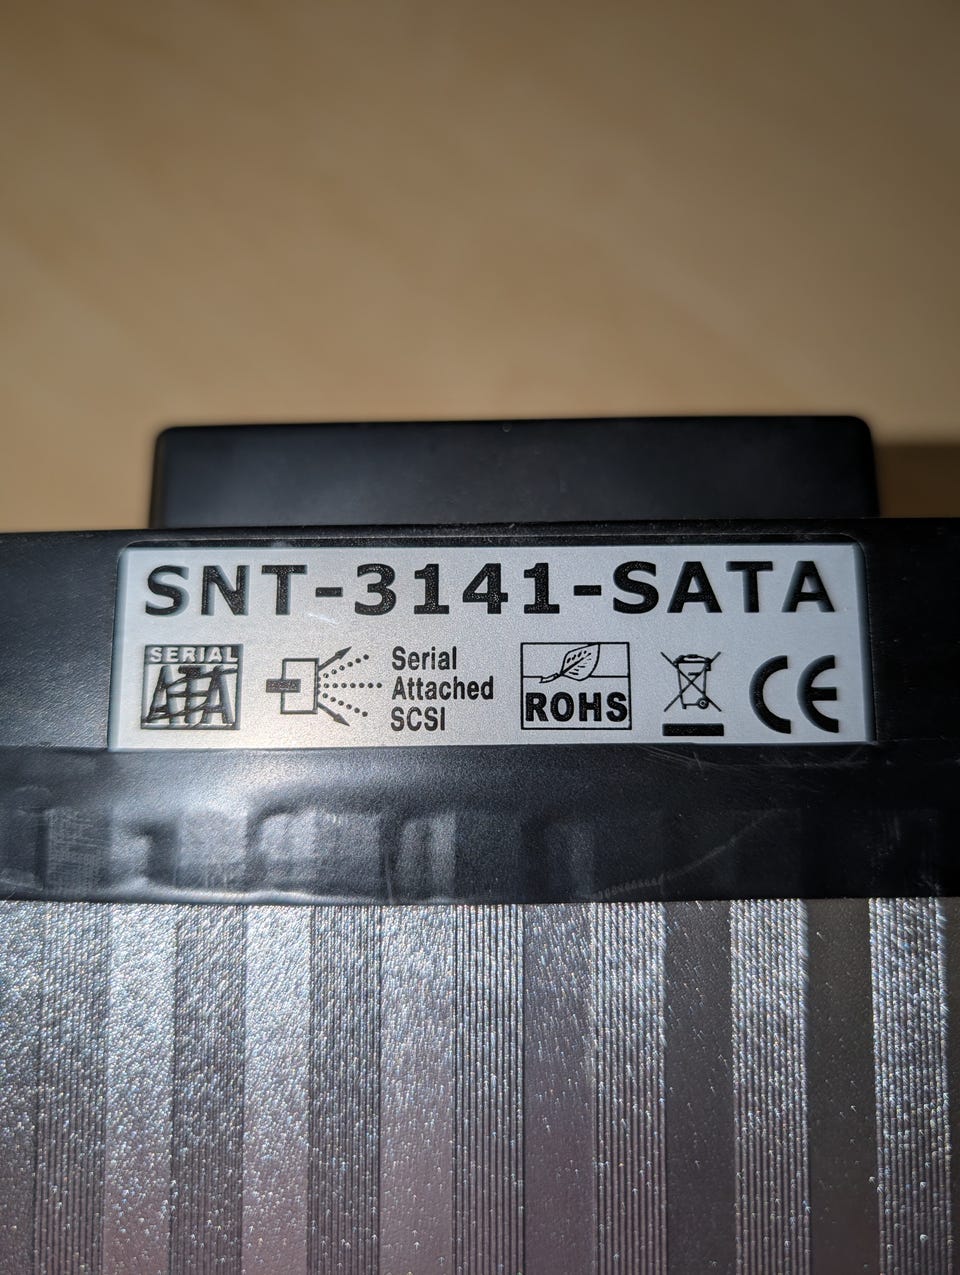 SNT-3141-SATA
SERIAL
ATA
Serial
Attached
SCSI
ROHS
CE